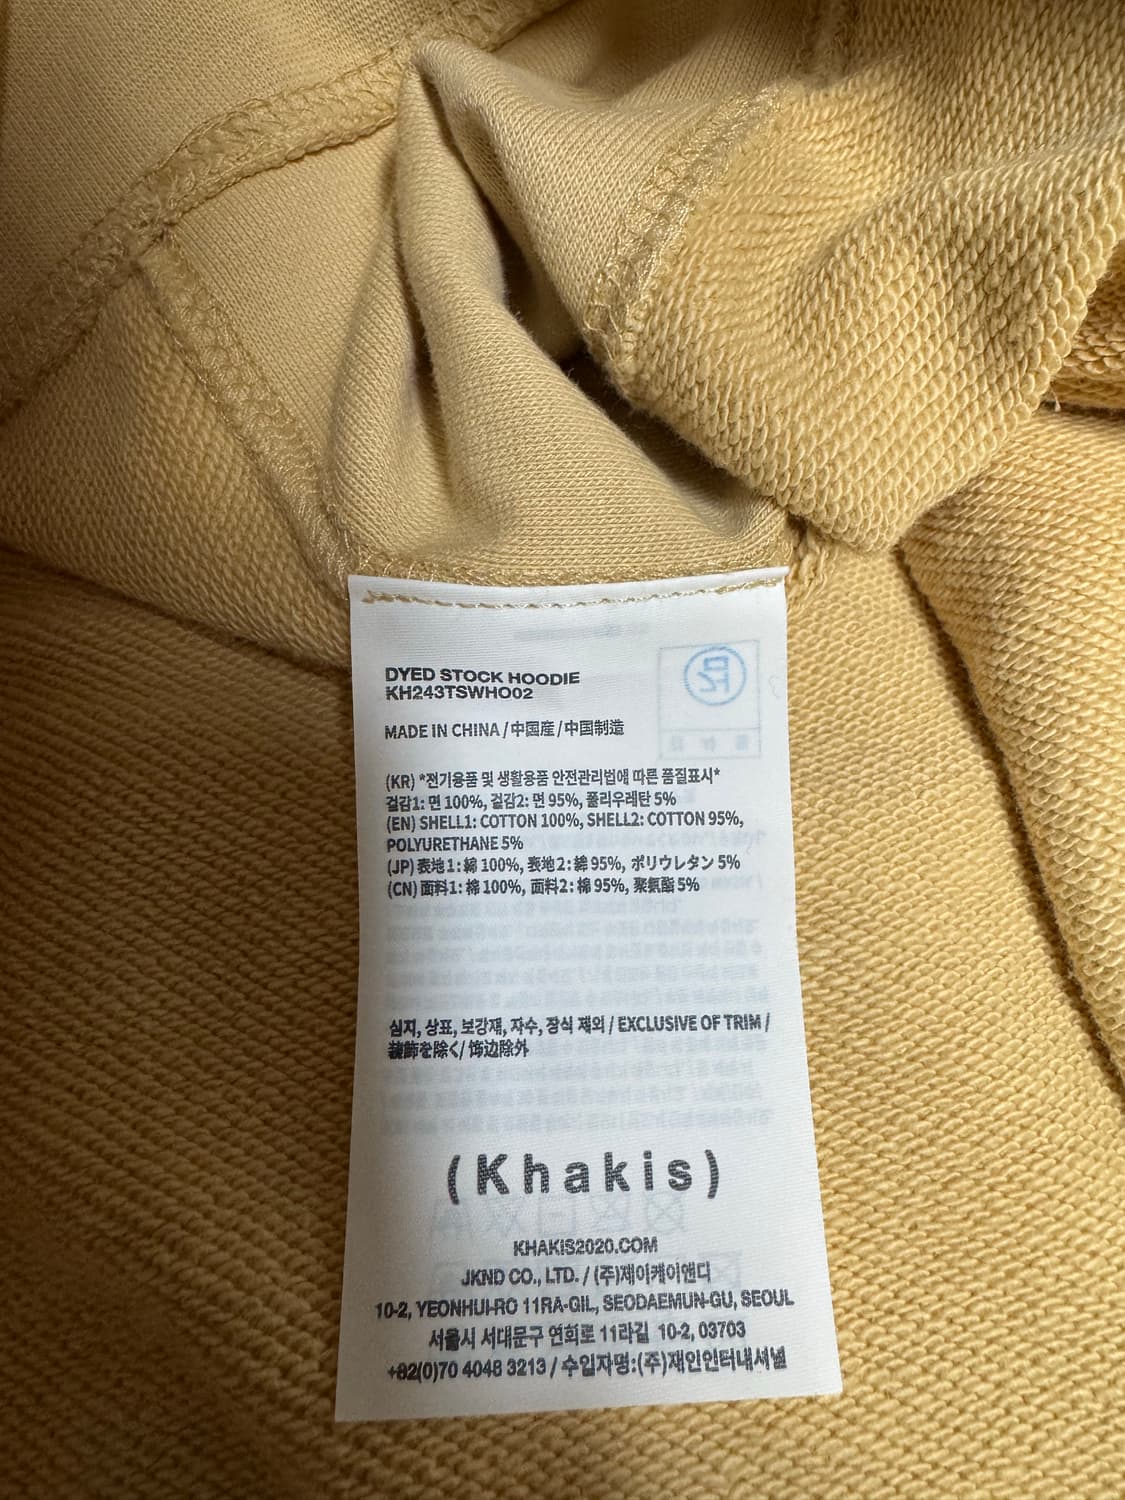 DYED STOCK HOODIE
KH243TSWHO02
MADE IN CHINA / 中国産 / 中国制造
(KR) *전기용품 및 생활용품 안전관리법에 따른 품질표시*
겉감1: 면 100%, 겉감2: 면 95%, 폴리우레탄 5%
(EN) SHELL1: COTTON 100%, SHELL2: COTTON 95%,
POLYURETHANE 5%
(JP) 表地1: 綿 100%, 表地2: 綿 95%, ポリウレタン 5%
(CN) 面料1: 棉 100%, 面料2: 棉 95%, 聚氨酯 5%
심지, 상표, 보강재, 자수, 장식 제외 / EXCLUSIVE OF TRIM /
装飾を除く / 饰边除外
(Khakis)
KHAKIS2020.COM
JKND CO., LTD. / (주)제이케이앤디
10-2, YEONHUI-RO 11RA-GIL, SEODAEMUN-GU, SEOUL
서울시 서대문구 연희로 11라길 10-2, 03703
+82(0)70 4048 3213 / 수입자명:(주)재인인터내셔널